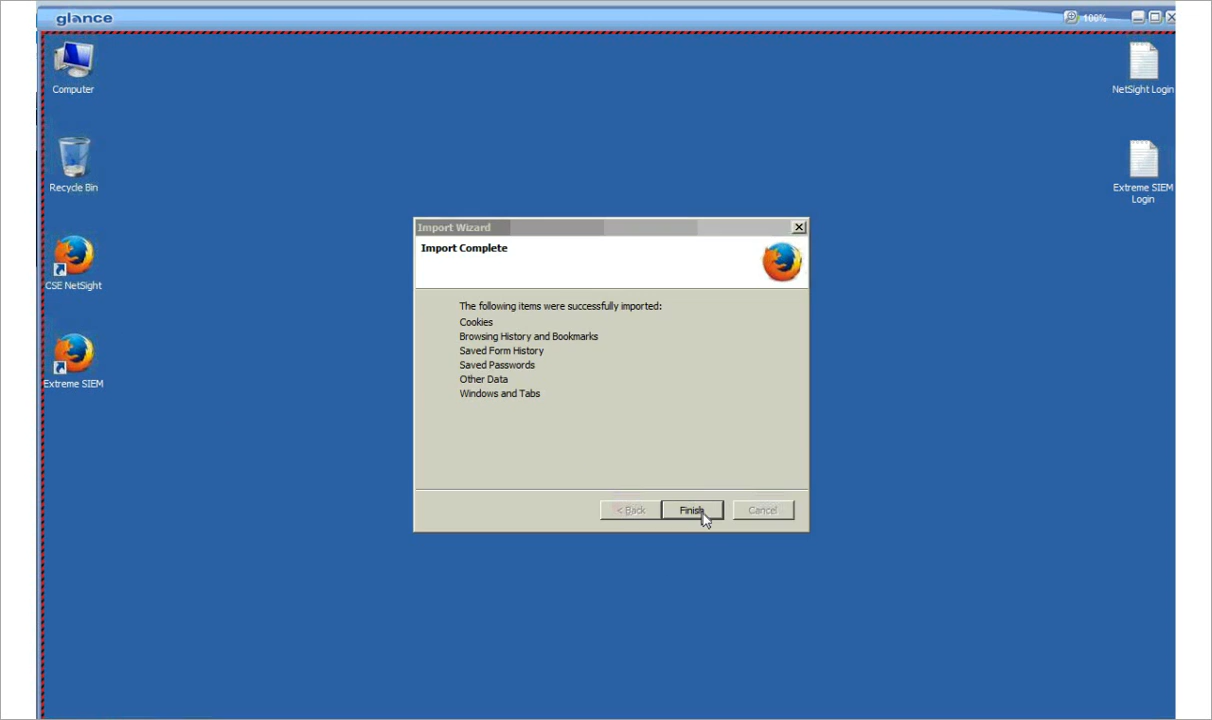 glance
100%
Computer
NetSight Login
Recycle Bin
Extreme SIEM
Login
CSE NetSight
Extreme SIEM
Import Wizard
Import Complete
The following items were successfully imported:
Cookies
Browsing History and Bookmarks
Saved Form History
Saved Passwords
Other Data
Windows and Tabs
< Back
Finish
Cancel